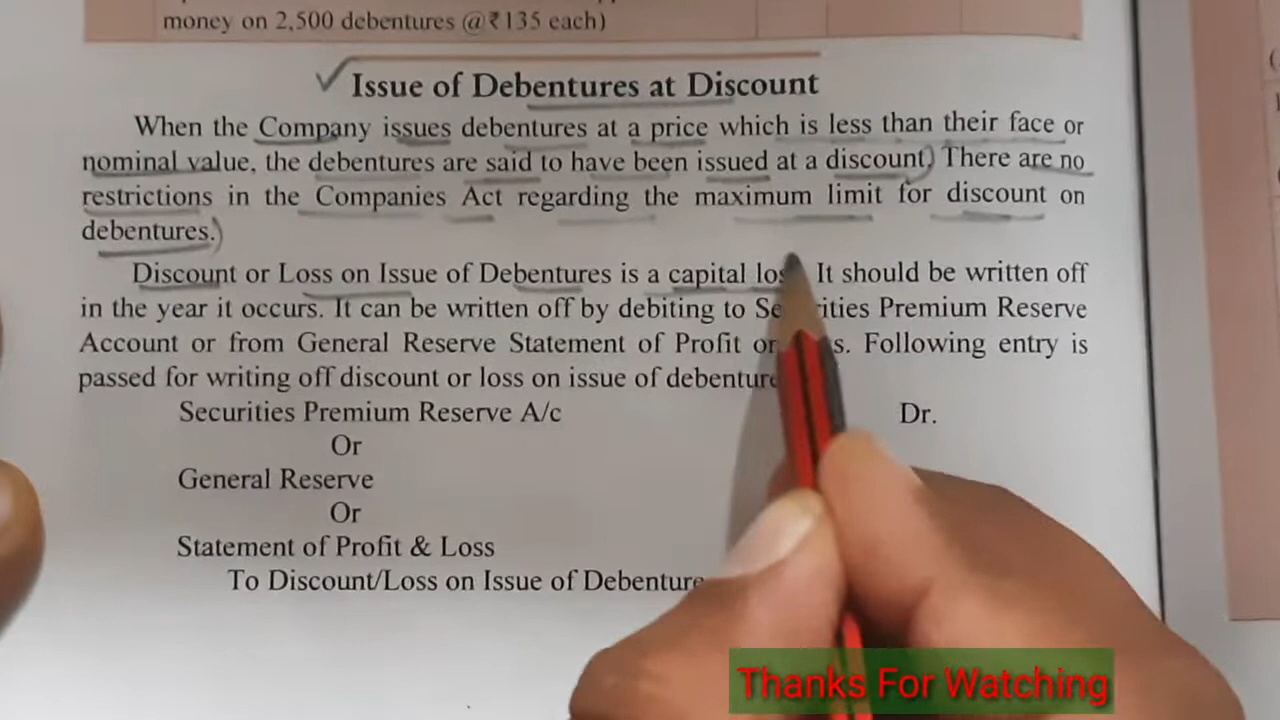 money on 2,500 debentures @₹135 each)
Issue of Debentures at Discount
When the Company issues debentures at a price which is less than their face or
nominal value, the debentures are said to have been issued at a discount) There are no
restrictions in the Companies Act regarding the maximum limit for discount on
debentures.)
Discount or Loss on Issue of Debentures is a capital It should be written off
in the year it occurs. It can be written off by debiting to Premium Reserve
Account or from General Reserve Statement of Profit Following entry is
passed for writing off discount or loss on issue of
Securities Premium Reserve A/c Dr.
Or
General Reserve
Or
Statement of Profit & Loss
To Discount/Loss on Issue of
Thanks For Watching